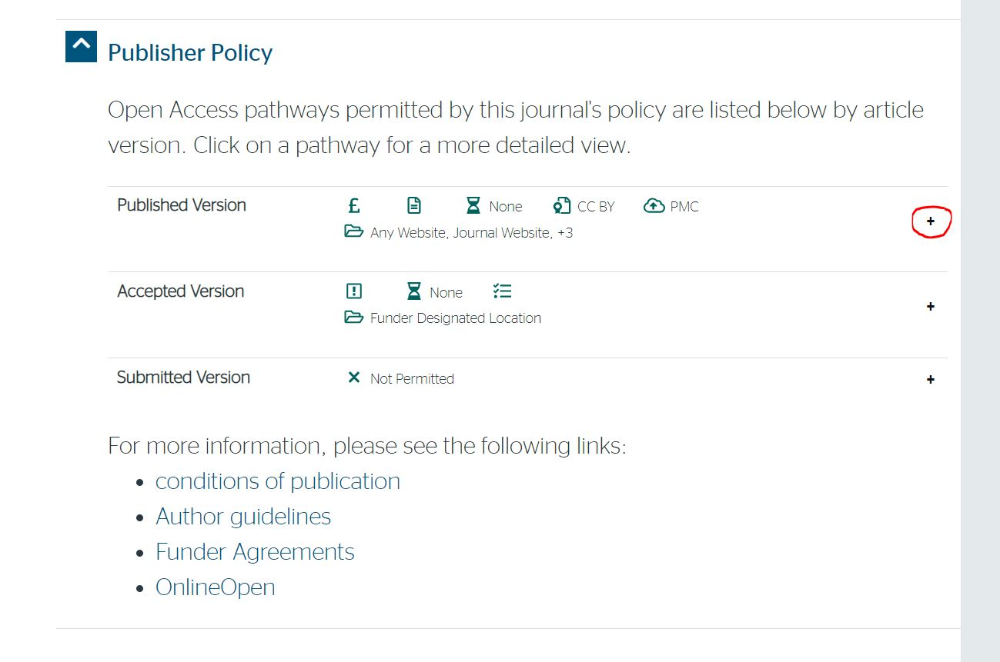 Publisher Policy
Open Access pathways permitted by this journal's policy are listed below by article
version. Click on a pathway for a more detailed view.
Published Version £ None CC BY PMC +
Any Website, Journal Website, +3
Accepted Version None +
Funder Designated Location
Submitted Version Not Permitted +
For more information, please see the following links:
conditions of publication
Author guidelines
Funder Agreements
OnlineOpen